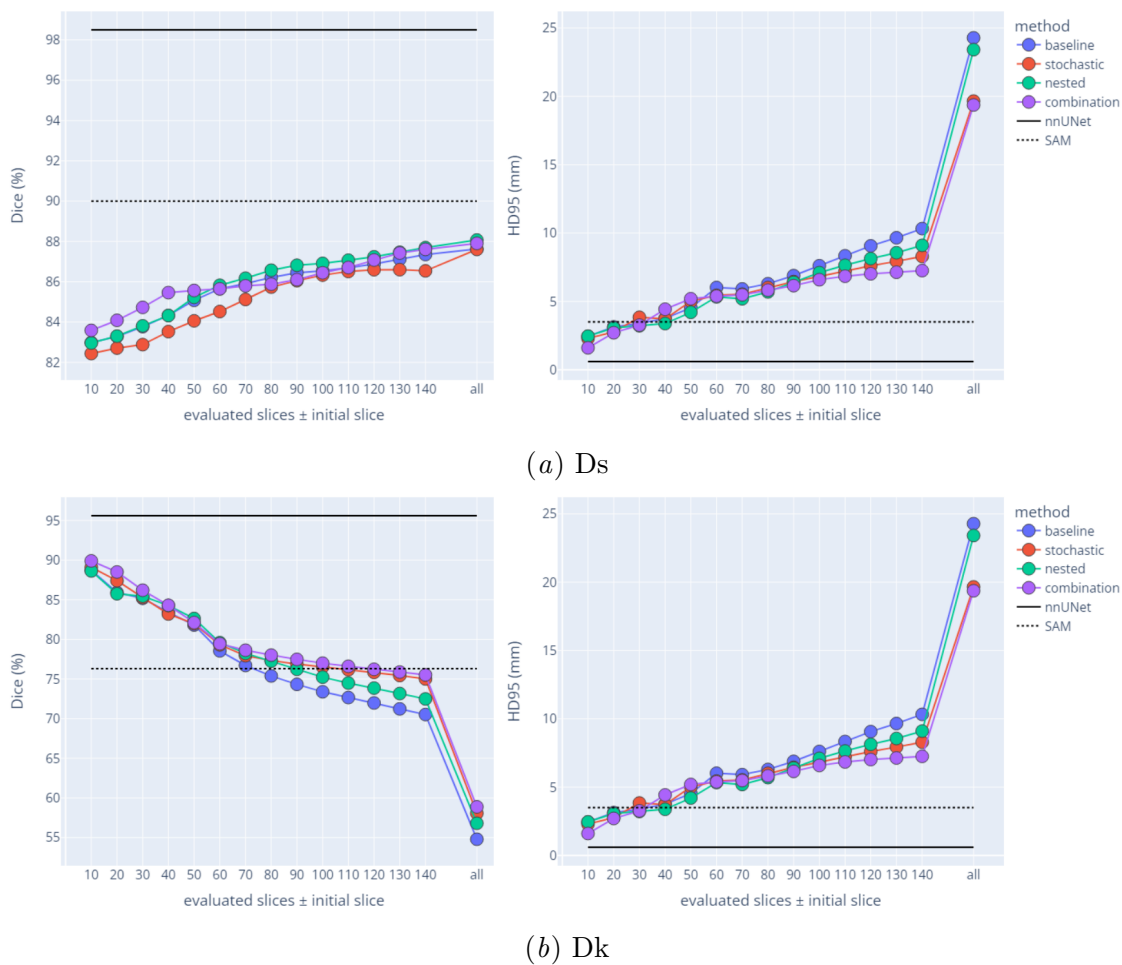 98
96
94
92
90
88
86
84
82
Dice (%)
10 20 30 40 50 60 70 80 90 100 110 120 130 140 all
evaluated slices ± initial slice
25
20
15
10
5
0
HD95 (mm)
10 20 30 40 50 60 70 80 90 100 110 120 130 140 all
evaluated slices ± initial slice
method
baseline
stochastic
nested
combination
nnUNet
SAM
(a) Ds
95
90
85
80
75
70
65
60
55
Dice (%)
10 20 30 40 50 60 70 80 90 100 110 120 130 140 all
evaluated slices ± initial slice
25
20
15
10
5
0
HD95 (mm)
10 20 30 40 50 60 70 80 90 100 110 120 130 140 all
evaluated slices ± initial slice
method
baseline
stochastic
nested
combination
nnUNet
SAM
(b) Dk